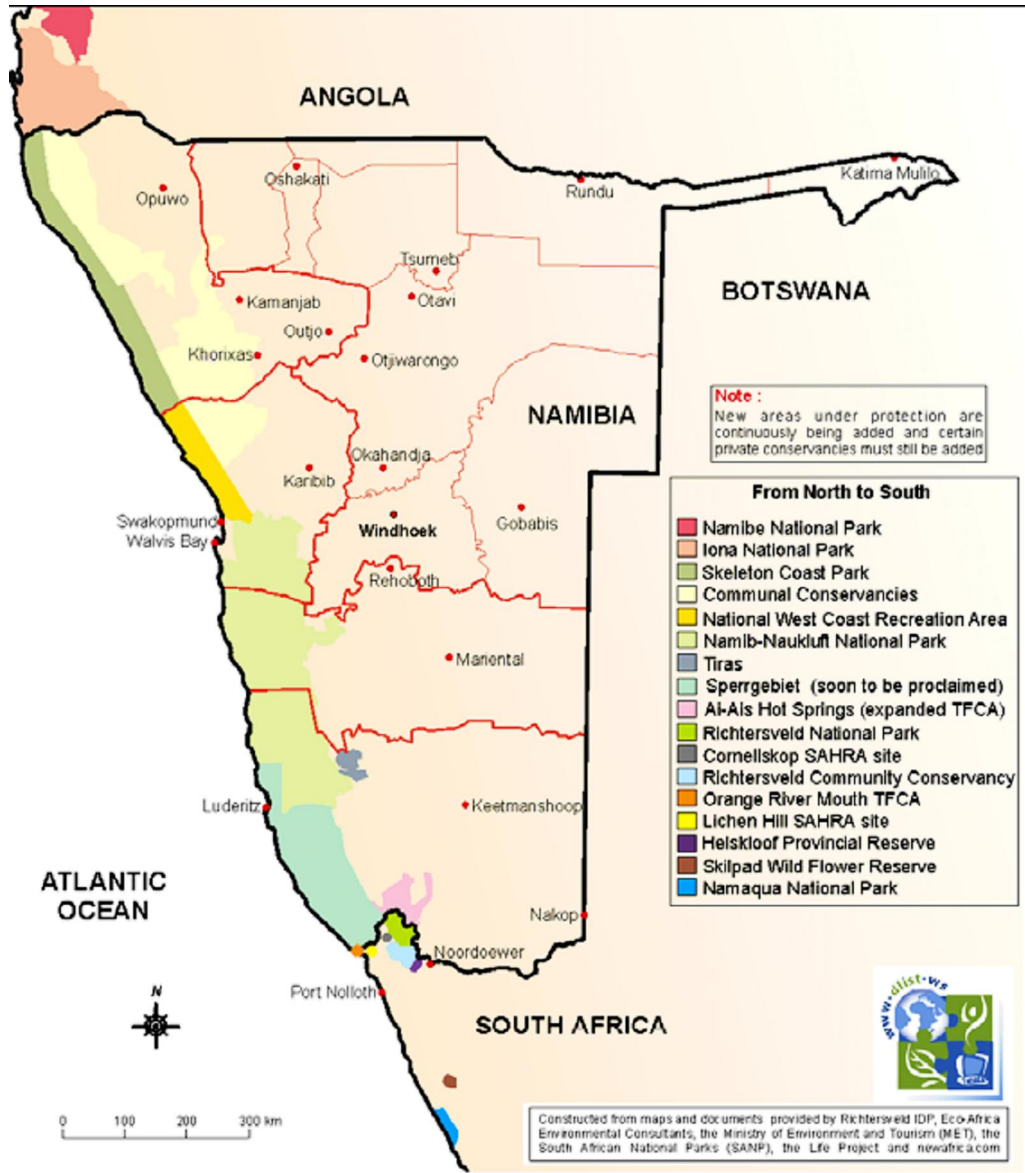 ANGOLA
Oshakati
Opuwo
Rundu
Katima Mulilo
Tsumeb
Otavi
BOTSWANA
Kamanjab
Outjo
Khorixas
Otjiwarongo
NAMIBIA
Note :
New areas under protection are
continuously being added and certain
private conservancies must still be added
Okahandja
Karibib
Swakopmund
Windhoek
Gobabis
Walvis Bay
Rehoboth
Mariental
Luderitz
Keetmanshoop
ATLANTIC
OCEAN
Nakop
Noordoewer
Port Nolloth
SOUTH AFRICA
From North to South
Namibe National Park
Iona National Park
Skeleton Coast Park
Communal Conservancies
National West Coast Recreation Area
Namib-Naukluft National Park
Tiras
Sperrgebiet (soon to be proclaimed)
Ai-Ais Hot Springs (expanded TFCA)
Richtersveld National Park
Cornellskop SAHRA site
Richtersveld Community Conservancy
Orange River Mouth TFCA
Lichen Hill SAHRA site
Helskloof Provincial Reserve
Skilpad Wild Flower Reserve
Namaqua National Park
N
0 100 200 300 km
www.dlist.ws
Constructed from maps and documents provided by Richtersveld IDP, Eco-Africa
Environmental Consultants, the Ministry of Environment and Tourism (MET), the
South African National Parks (SANP), the Life Project and newafrica.com